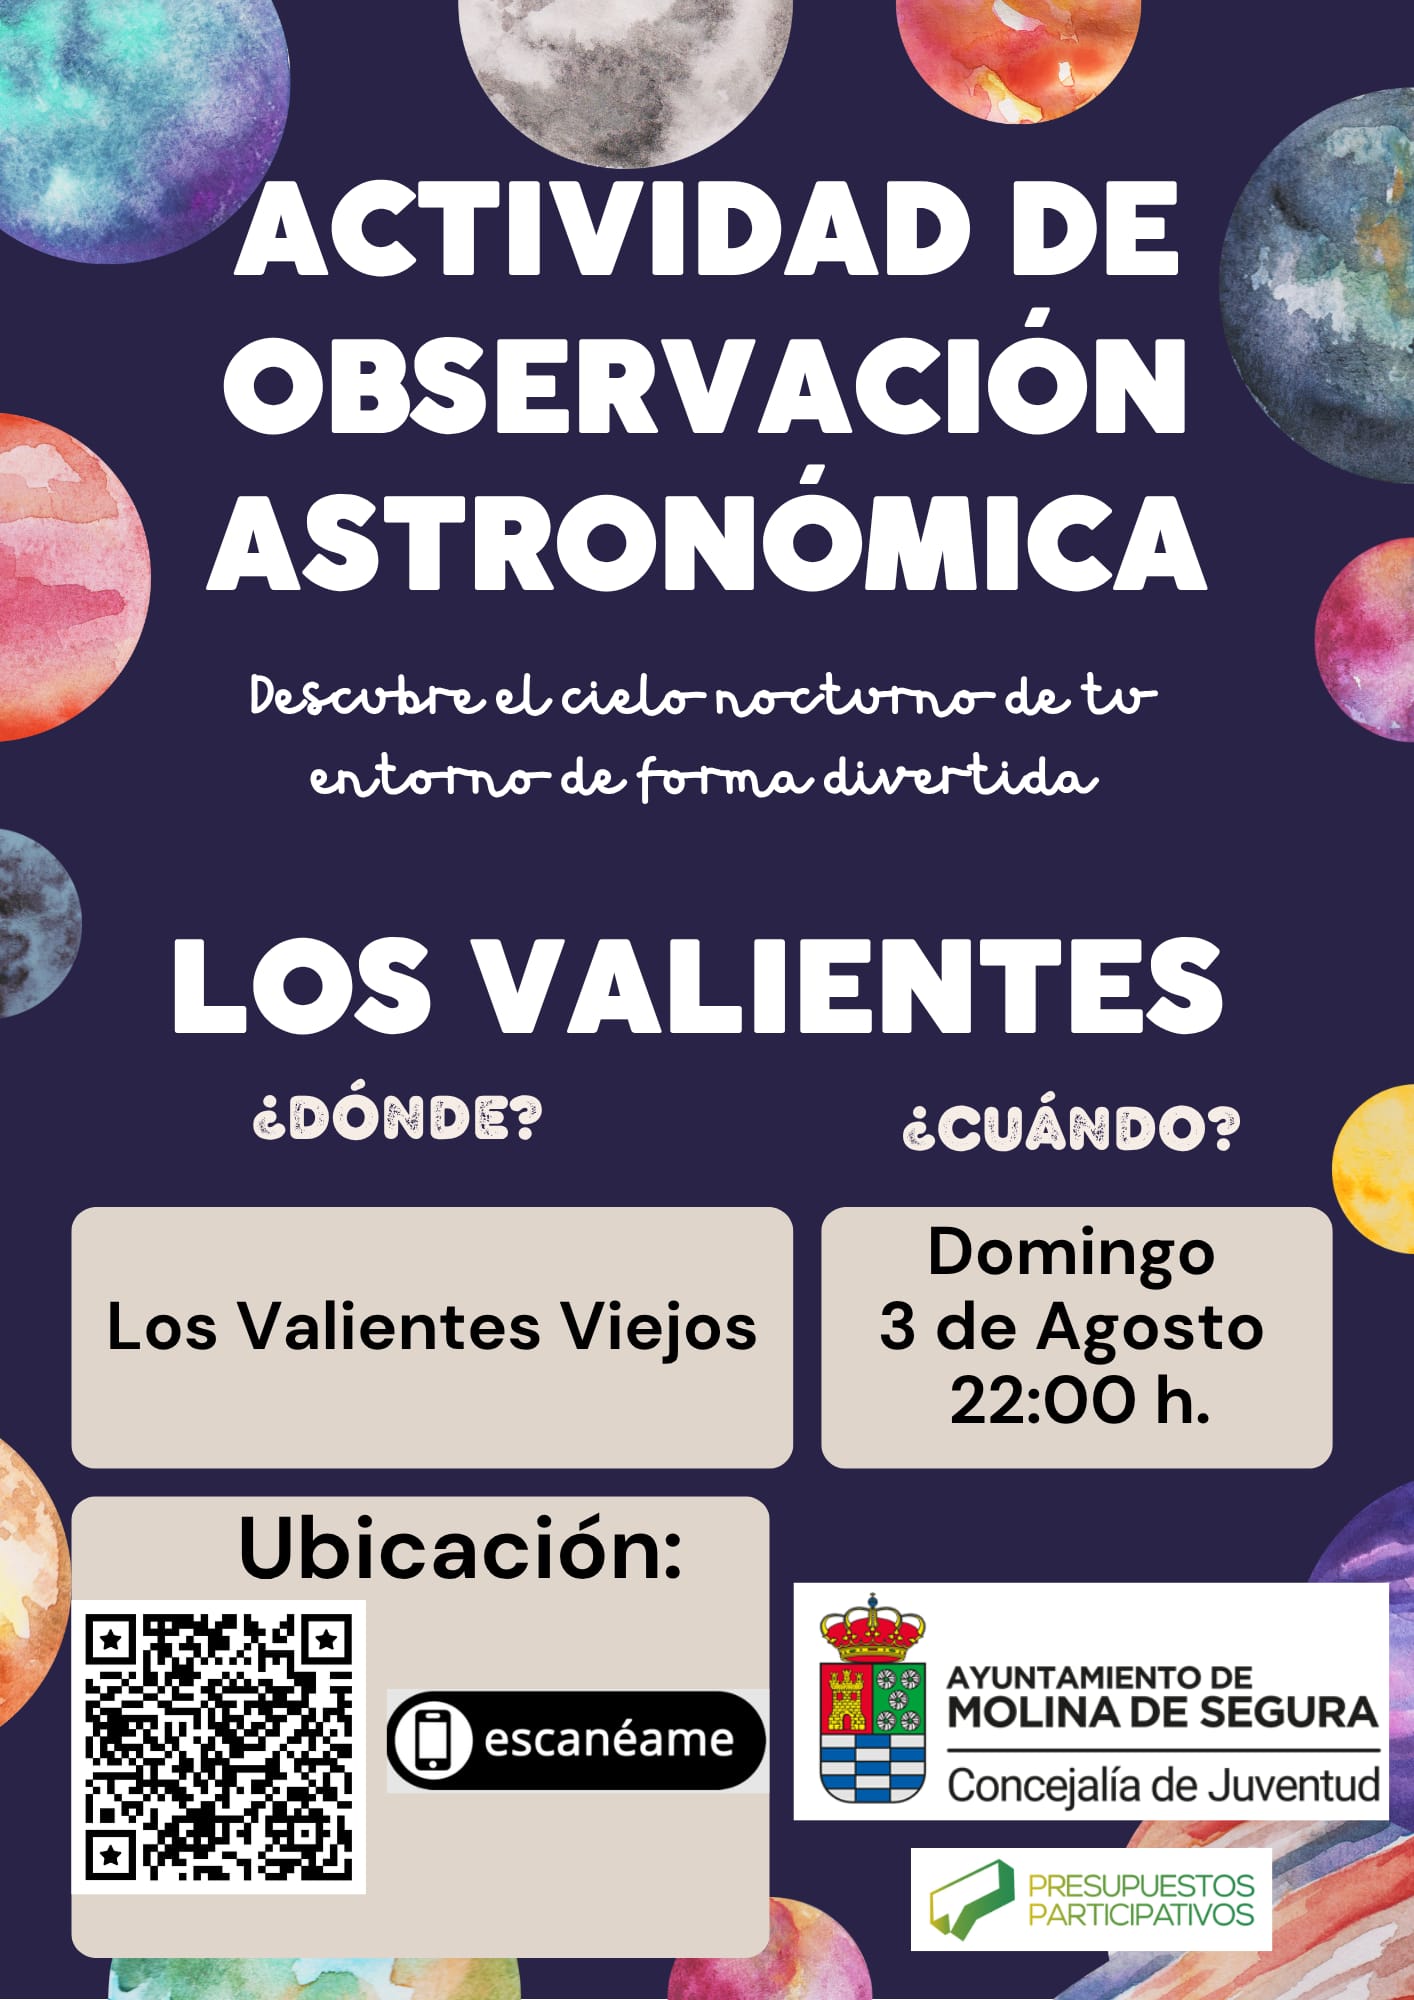 ACTIVIDAD DE
OBSERVACIÓN
ASTRONÓMICA
Descubre el cielo nocturno de tu
entorno de forma divertida
LOS VALIENTES
¿DÓNDE?
¿CUÁNDO?
Los Valientes Viejos
Domingo
3 de Agosto
22:00 h.
Ubicación:
escanéame
AYUNTAMIENTO DE
MOLINA DE SEGURA
Concejalía de Juventud
PRESUPUESTOS
PARTICIPATIVOS